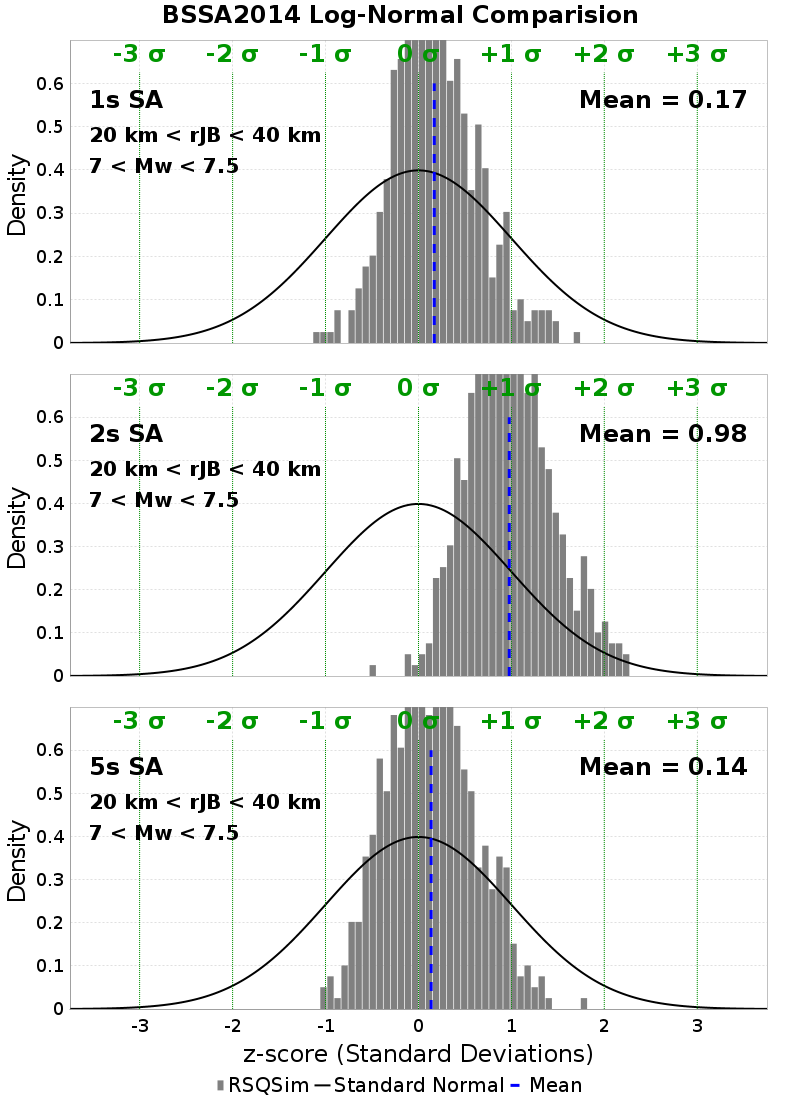 BSSA2014 Log-Normal Comparision
-3 σ -2 σ -1 σ 0 σ +1 σ +2 σ +3 σ
1s SA
Mean = 0.17
20 km < rJB < 40 km
7 < Mw < 7.5
Density
0.6
0.5
0.4
0.3
0.2
0.1
0
-3 σ -2 σ -1 σ 0 σ +1 σ +2 σ +3 σ
2s SA
Mean = 0.98
20 km < rJB < 40 km
7 < Mw < 7.5
Density
0.6
0.5
0.4
0.3
0.2
0.1
0
-3 σ -2 σ -1 σ 0 σ +1 σ +2 σ +3 σ
5s SA
Mean = 0.14
20 km < rJB < 40 km
7 < Mw < 7.5
Density
0.6
0.5
0.4
0.3
0.2
0.1
0
-3 -2 -1 0 1 2 3
z-score (Standard Deviations)
RSQSim Standard Normal Mean